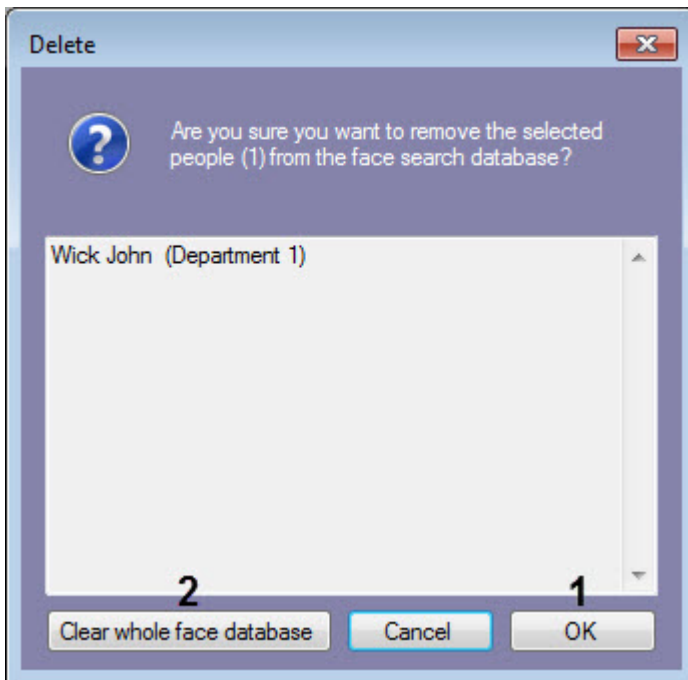 Delete
Are you sure you want to remove the selected
people (1) from the face search database?
Wick John  (Department 1)
2
1
Clear whole face database
Cancel
OK